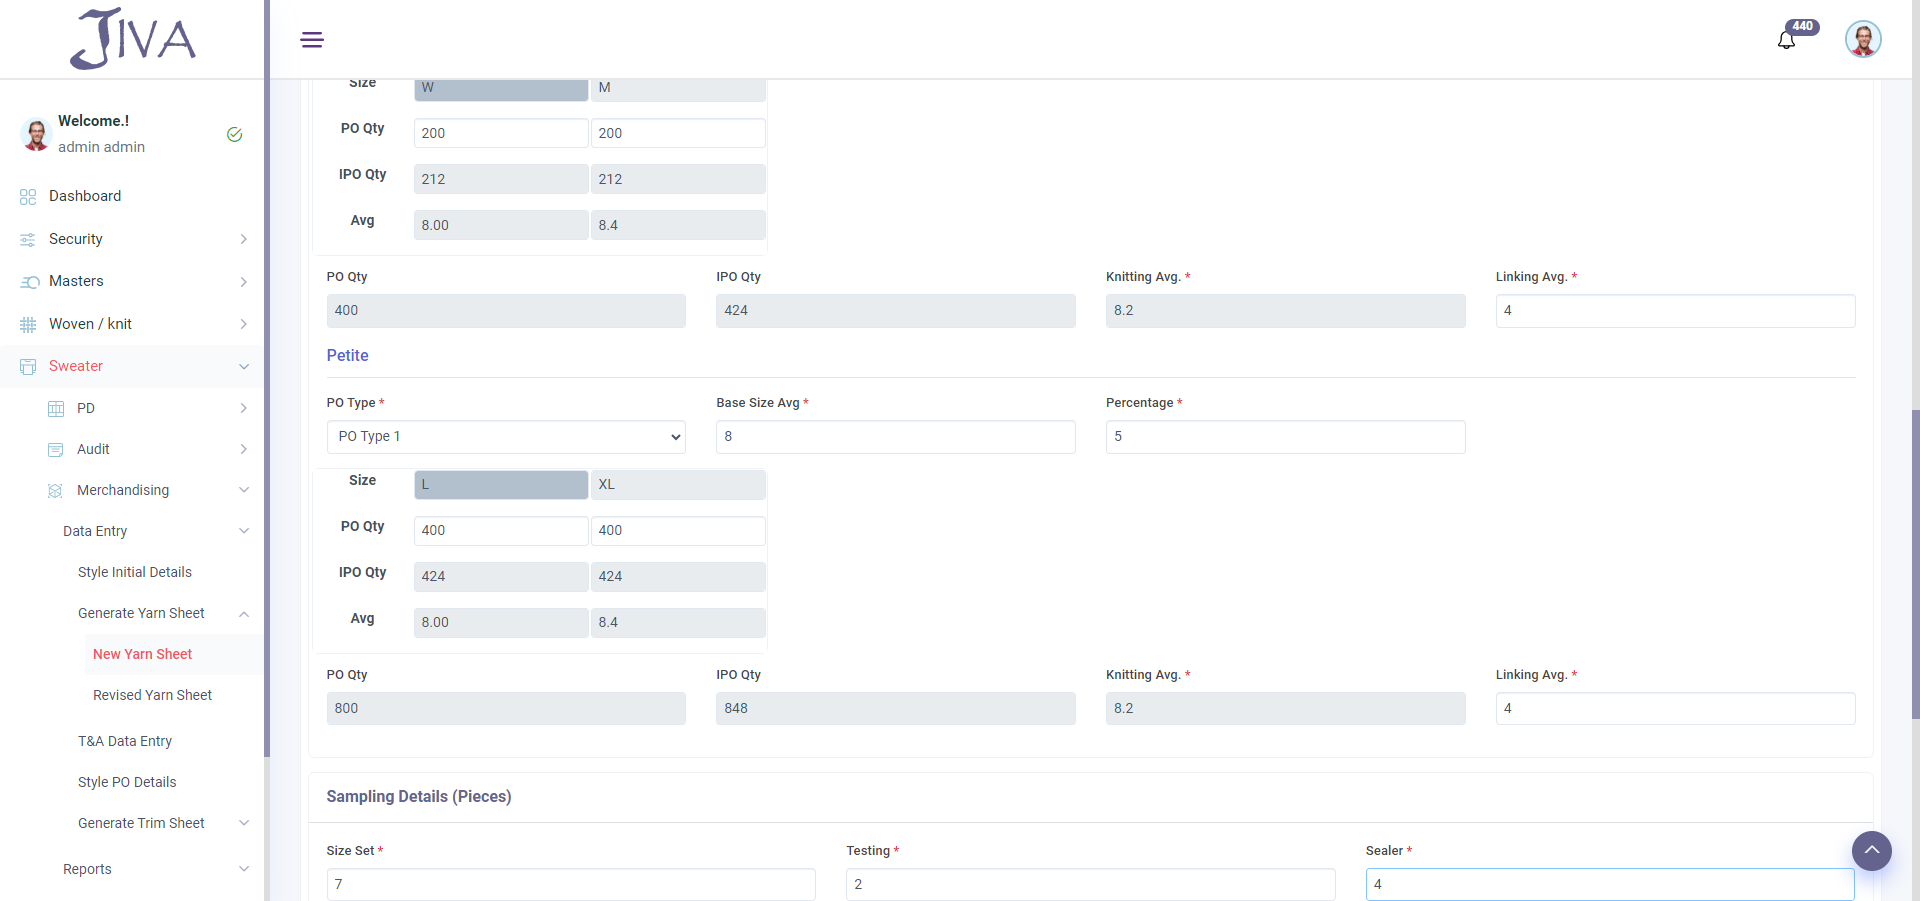 JIVA
440
Welcome.!
admin admin
Dashboard
Security
Masters
Woven / knit
Sweater
PD
Audit
Merchandising
Data Entry
Style Initial Details
Generate Yarn Sheet
New Yarn Sheet
Revised Yarn Sheet
T&A Data Entry
Style PO Details
Generate Trim Sheet
Reports
Size W M
PO Qty 200 200
IPO Qty 212 212
Avg 8.00 8.4
PO Qty IPO Qty Knitting Avg. * Linking Avg. *
400 424 8.2 4
Petite
PO Type * Base Size Avg * Percentage *
PO Type 1 8 5
Size L XL
PO Qty 400 400
IPO Qty 424 424
Avg 8.00 8.4
PO Qty IPO Qty Knitting Avg. * Linking Avg. *
800 848 8.2 4
Sampling Details (Pieces)
Size Set * Testing * Sealer *
7 2 4